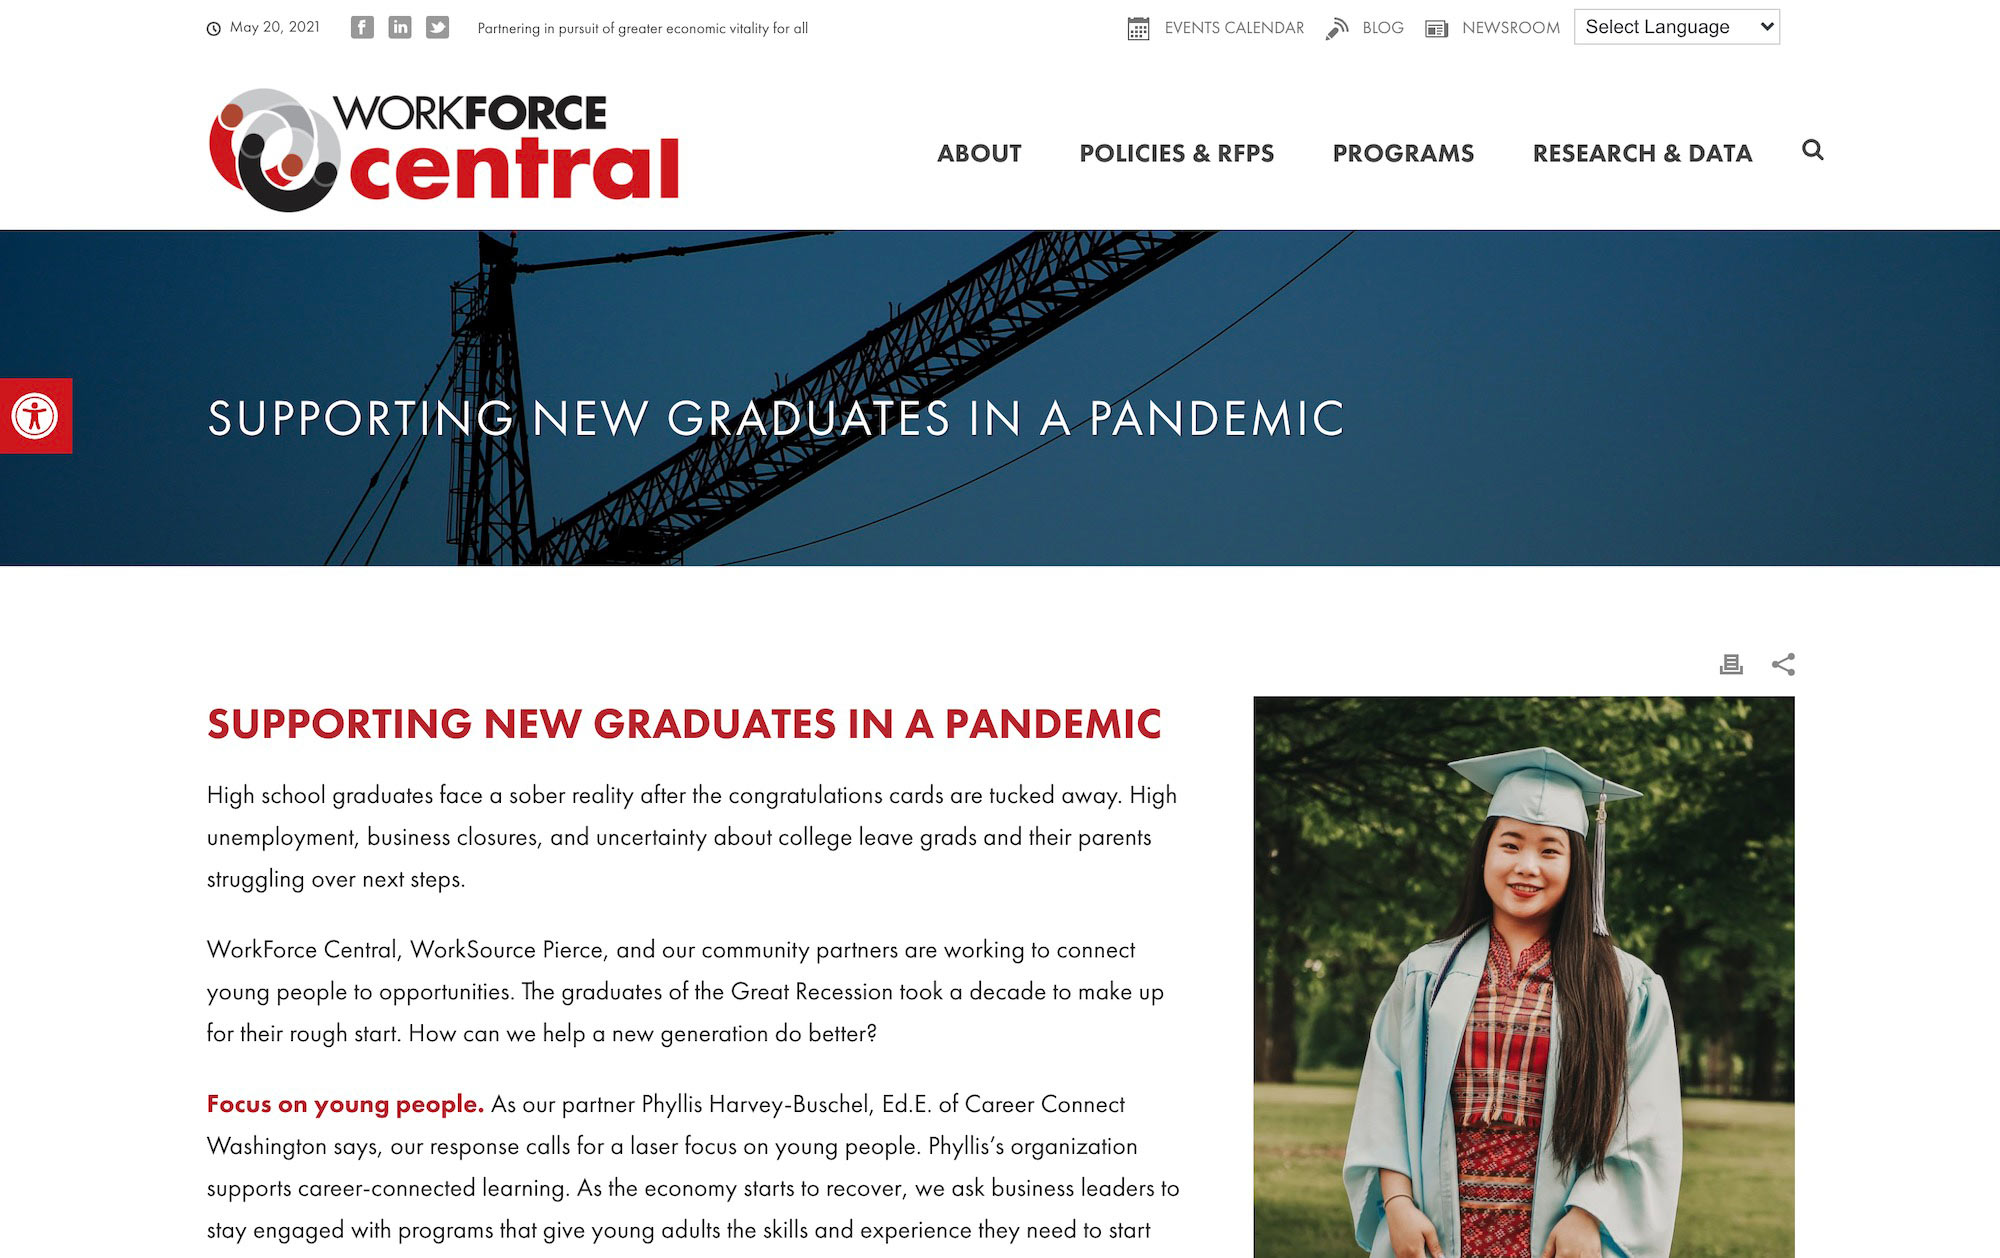 May 20, 2021
Partnering in pursuit of greater economic vitality for all
EVENTS CALENDAR
BLOG
NEWSROOM
Select Language
WORKFORCE
central
ABOUT
POLICIES & RFPS
PROGRAMS
RESEARCH & DATA
SUPPORTING NEW GRADUATES IN A PANDEMIC
SUPPORTING NEW GRADUATES IN A PANDEMIC
High school graduates face a sober reality after the congratulations cards are tucked away. High
unemployment, business closures, and uncertainty about college leave grads and their parents
struggling over next steps.
WorkForce Central, WorkSource Pierce, and our community partners are working to connect
young people to opportunities. The graduates of the Great Recession took a decade to make up
for their rough start. How can we help a new generation do better?
Focus on young people. As our partner Phyllis Harvey-Buschel, Ed.E. of Career Connect
Washington says, our response calls for a laser focus on young people. Phyllis’s organization
supports career-connected learning. As the economy starts to recover, we ask business leaders to
stay engaged with programs that give young adults the skills and experience they need to start